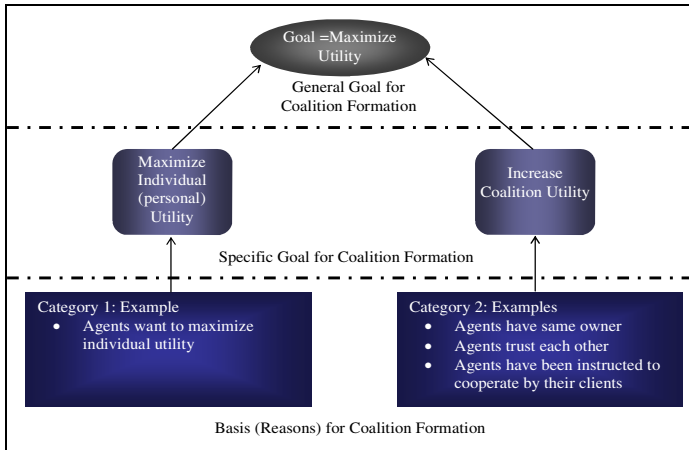 Goal =Maximize
Utility
General Goal for
Coalition Formation
Maximize
Individual
(personal)
Utility
Increase
Coalition Utility
Specific Goal for Coalition Formation
Category 1: Example
• Agents want to maximize
individual utility
Category 2: Examples
• Agents have same owner
• Agents trust each other
• Agents have been instructed to
cooperate by their clients
Basis (Reasons) for Coalition Formation